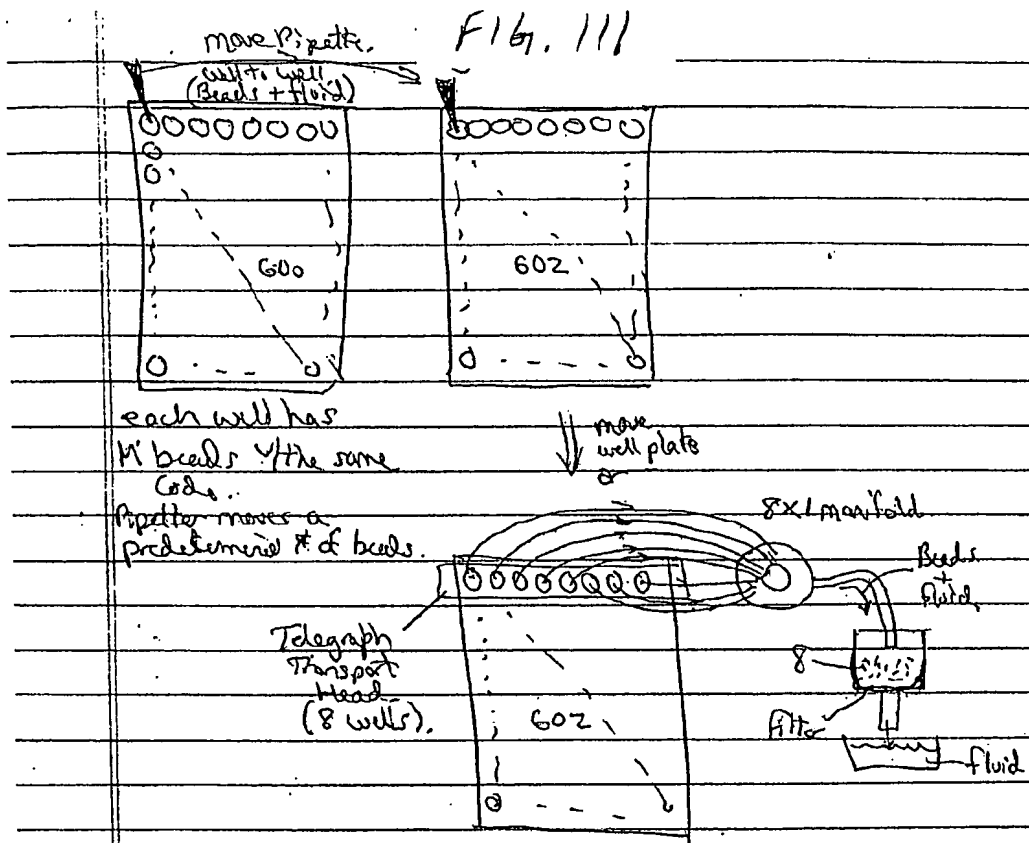 FIG. 111
move Pipette.
well to well
(Beads + fluid)
600
602
each well has
M beads w/the same
Code.
Pipetter moves a
predetermined # of beads.
move
well plate
or
8x1 manifold
Beads
+
fluid
Telegraph
Transport
Head
(8 wells).
602
8
filter
fluid